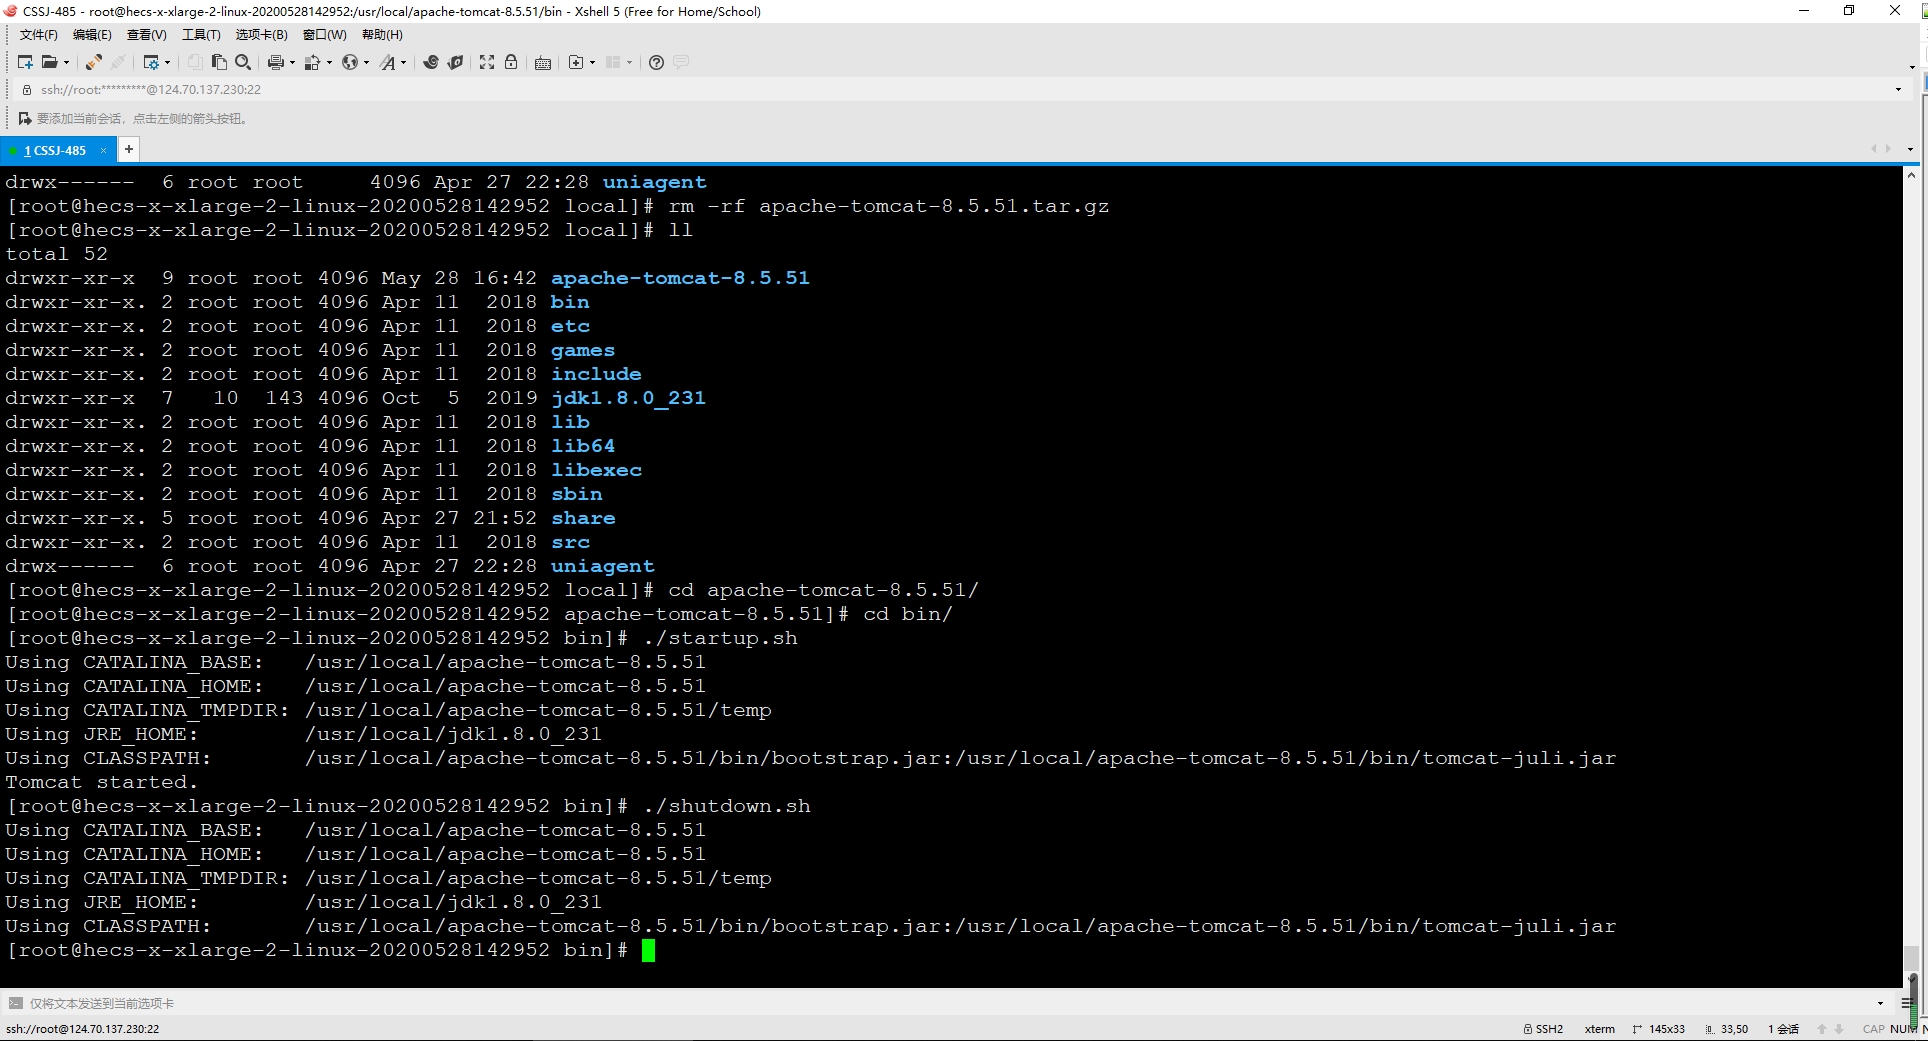 CSSJ-485 - root@hecs-x-xlarge-2-linux-20200528142952:/usr/local/apache-tomcat-8.5.51/bin - Xshell 5 (Free for Home/School)
文件(F) 编辑(E) 查看(V) 工具(T) 选项卡(B) 窗口(W) 帮助(H)
ssh://root:*********@124.70.137.230:22
要添加当前会话，点击左侧的箭头按钮。
1 CSSJ-485 × +
drwx------  6 root root     4096 Apr 27 22:28 uniagent
[root@hecs-x-xlarge-2-linux-20200528142952 local]# rm -rf apache-tomcat-8.5.51.tar.gz
[root@hecs-x-xlarge-2-linux-20200528142952 local]# ll
total 52
drwxr-xr-x  9 root root 4096 May 28 16:42 apache-tomcat-8.5.51
drwxr-xr-x. 2 root root 4096 Apr 11  2018 bin
drwxr-xr-x. 2 root root 4096 Apr 11  2018 etc
drwxr-xr-x. 2 root root 4096 Apr 11  2018 games
drwxr-xr-x. 2 root root 4096 Apr 11  2018 include
drwxr-xr-x  7   10  143 4096 Oct  5  2019 jdk1.8.0_231
drwxr-xr-x. 2 root root 4096 Apr 11  2018 lib
drwxr-xr-x. 2 root root 4096 Apr 11  2018 lib64
drwxr-xr-x. 2 root root 4096 Apr 11  2018 libexec
drwxr-xr-x. 2 root root 4096 Apr 11  2018 sbin
drwxr-xr-x. 5 root root 4096 Apr 27 21:52 share
drwxr-xr-x. 2 root root 4096 Apr 11  2018 src
drwx------  6 root root 4096 Apr 27 22:28 uniagent
[root@hecs-x-xlarge-2-linux-20200528142952 local]# cd apache-tomcat-8.5.51/
[root@hecs-x-xlarge-2-linux-20200528142952 apache-tomcat-8.5.51]# cd bin/
[root@hecs-x-xlarge-2-linux-20200528142952 bin]# ./startup.sh
Using CATALINA_BASE:   /usr/local/apache-tomcat-8.5.51
Using CATALINA_HOME:   /usr/local/apache-tomcat-8.5.51
Using CATALINA_TMPDIR: /usr/local/apache-tomcat-8.5.51/temp
Using JRE_HOME:        /usr/local/jdk1.8.0_231
Using CLASSPATH:       /usr/local/apache-tomcat-8.5.51/bin/bootstrap.jar:/usr/local/apache-tomcat-8.5.51/bin/tomcat-juli.jar
Tomcat started.
[root@hecs-x-xlarge-2-linux-20200528142952 bin]# ./shutdown.sh
Using CATALINA_BASE:   /usr/local/apache-tomcat-8.5.51
Using CATALINA_HOME:   /usr/local/apache-tomcat-8.5.51
Using CATALINA_TMPDIR: /usr/local/apache-tomcat-8.5.51/temp
Using JRE_HOME:        /usr/local/jdk1.8.0_231
Using CLASSPATH:       /usr/local/apache-tomcat-8.5.51/bin/bootstrap.jar:/usr/local/apache-tomcat-8.5.51/bin/tomcat-juli.jar
[root@hecs-x-xlarge-2-linux-20200528142952 bin]#
仅将文本发送到当前选项卡
ssh://root@124.70.137.230:22 SSH2 xterm 145x33 33,50 1 会话 CAP NUM